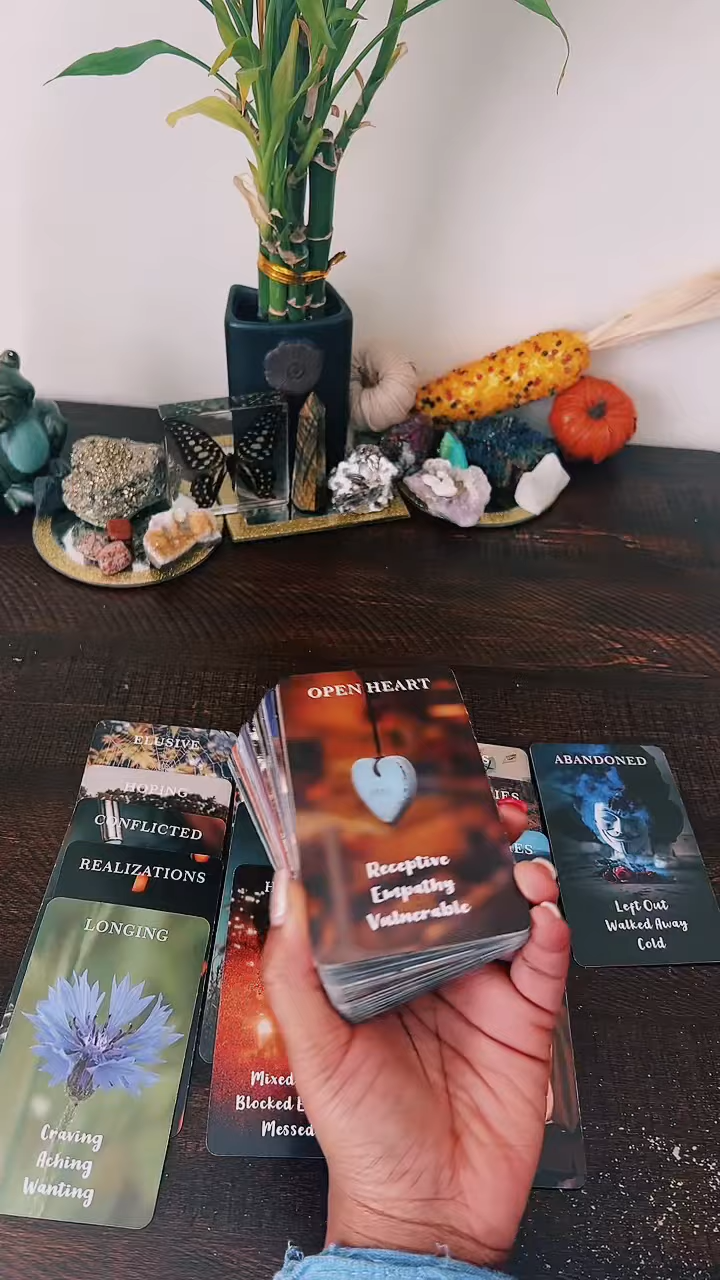 OPEN HEART
Receptive
Empathy
Vulnerable
ELUSIVE
HOPING
CONFLICTED
REALIZATIONS
LONGING
Craving
Aching
Wanting
Mixed
Blocked
Messed
ABANDONED
Left Out
Walked Away
Cold